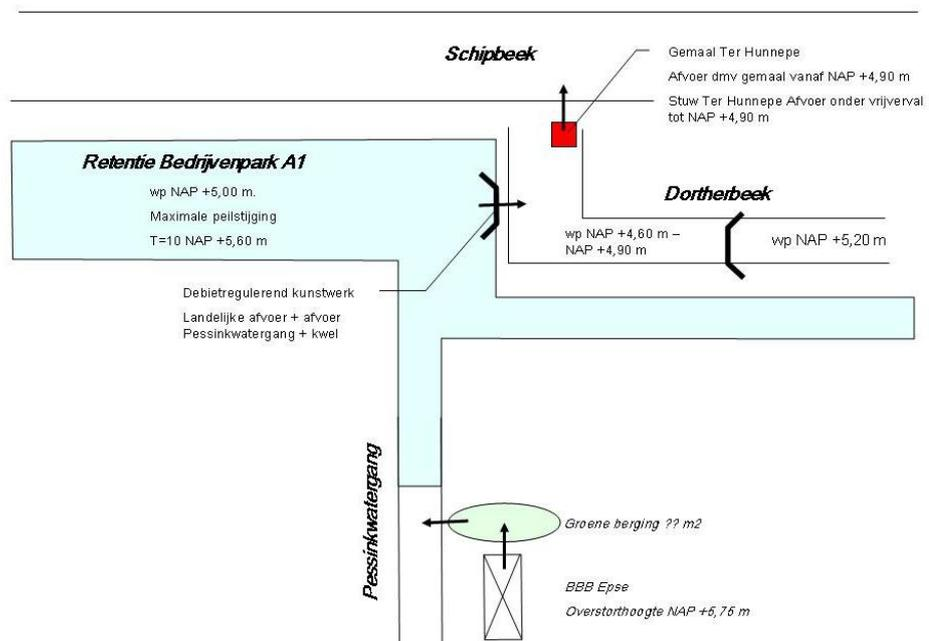 Schipbeek
Gemaal Ter Hunnepe
Afvoer dmv gemaal vanaf NAP +4,90 m
Stuw Ter Hunnepe Afvoer onder vrijverval
tot NAP +4,90 m
Retentie Bedrijvenpark A1
wp NAP +5,00 m.
Maximale peilstijging
T=10 NAP +5,60 m
Dortherbeek
wp NAP +4,60 m –
NAP +4,90 m
wp NAP +5,20 m
Debietregulerend kunstwerk
Landelijke afvoer + afvoer
Pessinkwatergang + kwel
Pessinkwatergang
Groene berging ?? m2
BBB Epse
Overstorthoogte NAP +5,75 m